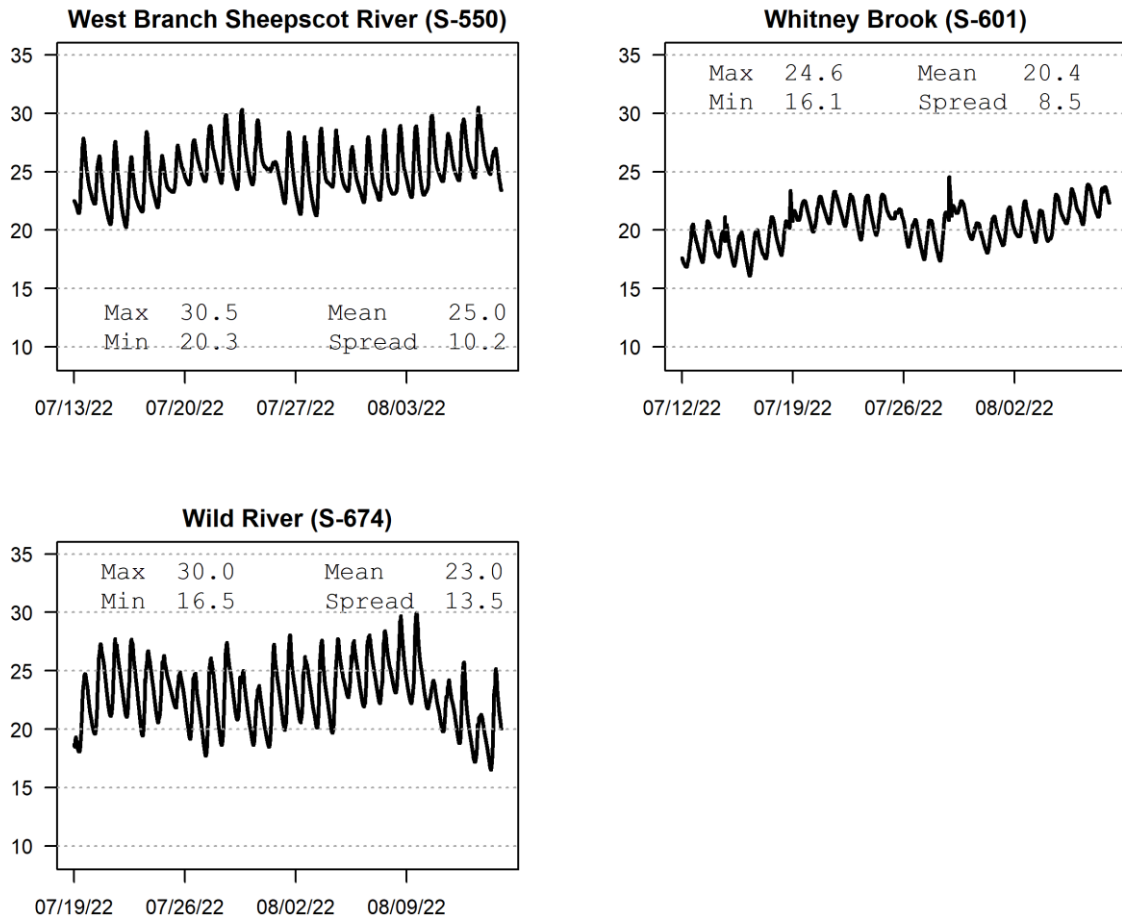 West Branch Sheepscot River (S-550)
35
30
25
20
15
10
Max 30.5 Mean 25.0
Min 20.3 Spread 10.2
07/13/22 07/20/22 07/27/22 08/03/22
Whitney Brook (S-601)
35
30
25
20
15
10
Max 24.6 Mean 20.4
Min 16.1 Spread 8.5
07/12/22 07/19/22 07/26/22 08/02/22
Wild River (S-674)
35
30
25
20
15
10
Max 30.0 Mean 23.0
Min 16.5 Spread 13.5
07/19/22 07/26/22 08/02/22 08/09/22